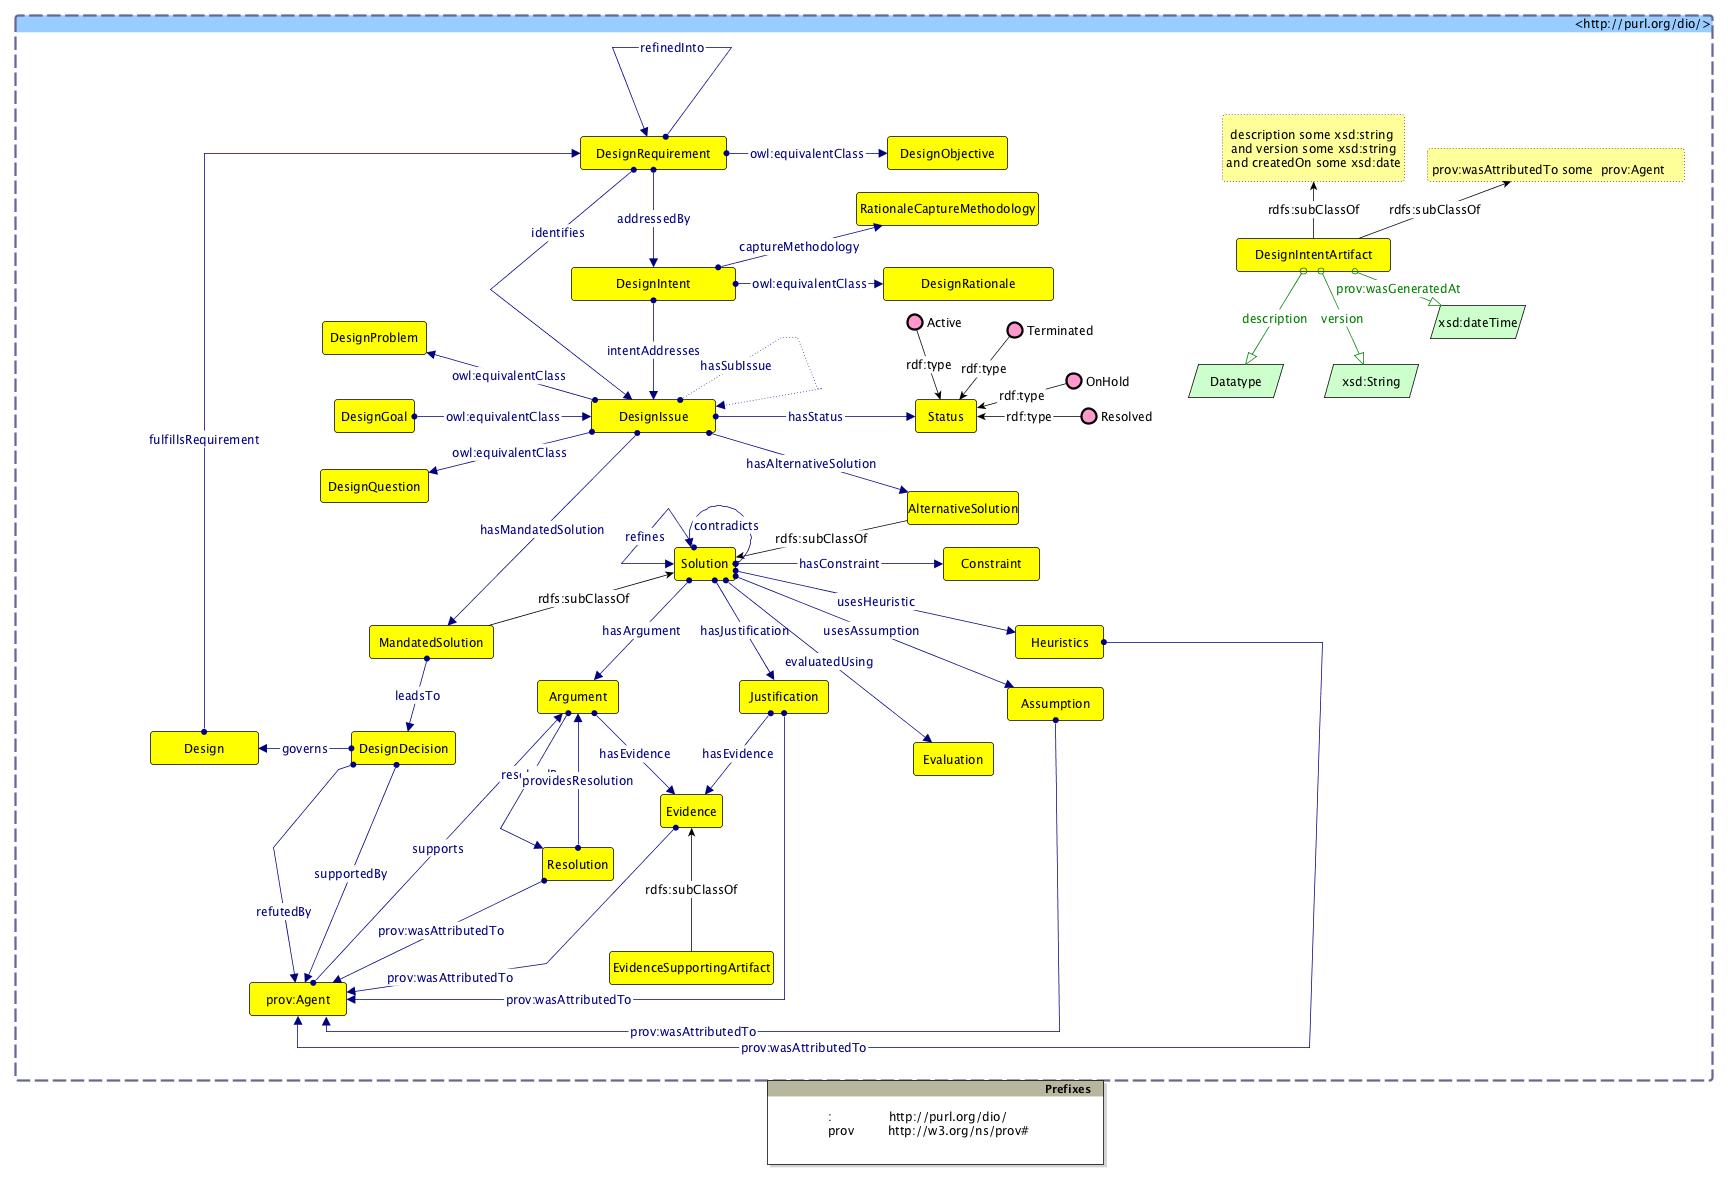 <http://purl.org/dio/>
refinedInto
description some xsd:string
and version some xsd:string
and createdOn some xsd:date
DesignRequirement
owl:equivalentClass
DesignObjective
prov:wasAttributedTo some prov:Agent
RationaleCaptureMethodology
rdfs:subClassOf
rdfs:subClassOf
addressedBy
identifies
captureMethodology
DesignIntentArtifact
DesignIntent
owl:equivalentClass
DesignRationale
prov:wasGeneratedAt
description
version
xsd:dateTime
Active
Terminated
DesignProblem
intentAddresses
hasSubIssue
rdf:type
rdf:type
owl:equivalentClass
OnHold
Datatype
xsd:String
rdf:type
DesignGoal
owl:equivalentClass
DesignIssue
hasStatus
Status
rdf:type
Resolved
fulfillsRequirement
owl:equivalentClass
hasAlternativeSolution
DesignQuestion
AlternativeSolution
hasMandatedSolution
contradicts
refines
rdfs:subClassOf
Solution
hasConstraint
Constraint
rdfs:subClassOf
usesHeuristic
hasArgument
hasJustification
usesAssumption
MandatedSolution
Heuristics
evaluatedUsing
leadsTo
Argument
Justification
Assumption
Design
governs
DesignDecision
hasEvidence
hasEvidence
Evaluation
providesResolution
Evidence
supports
Resolution
supportedBy
rdfs:subClassOf
refutedBy
prov:wasAttributedTo
EvidenceSupportingArtifact
prov:wasAttributedTo
prov:Agent
prov:wasAttributedTo
prov:wasAttributedTo
prov:wasAttributedTo
Prefixes
: http://purl.org/dio/
prov http://w3.org/ns/prov#